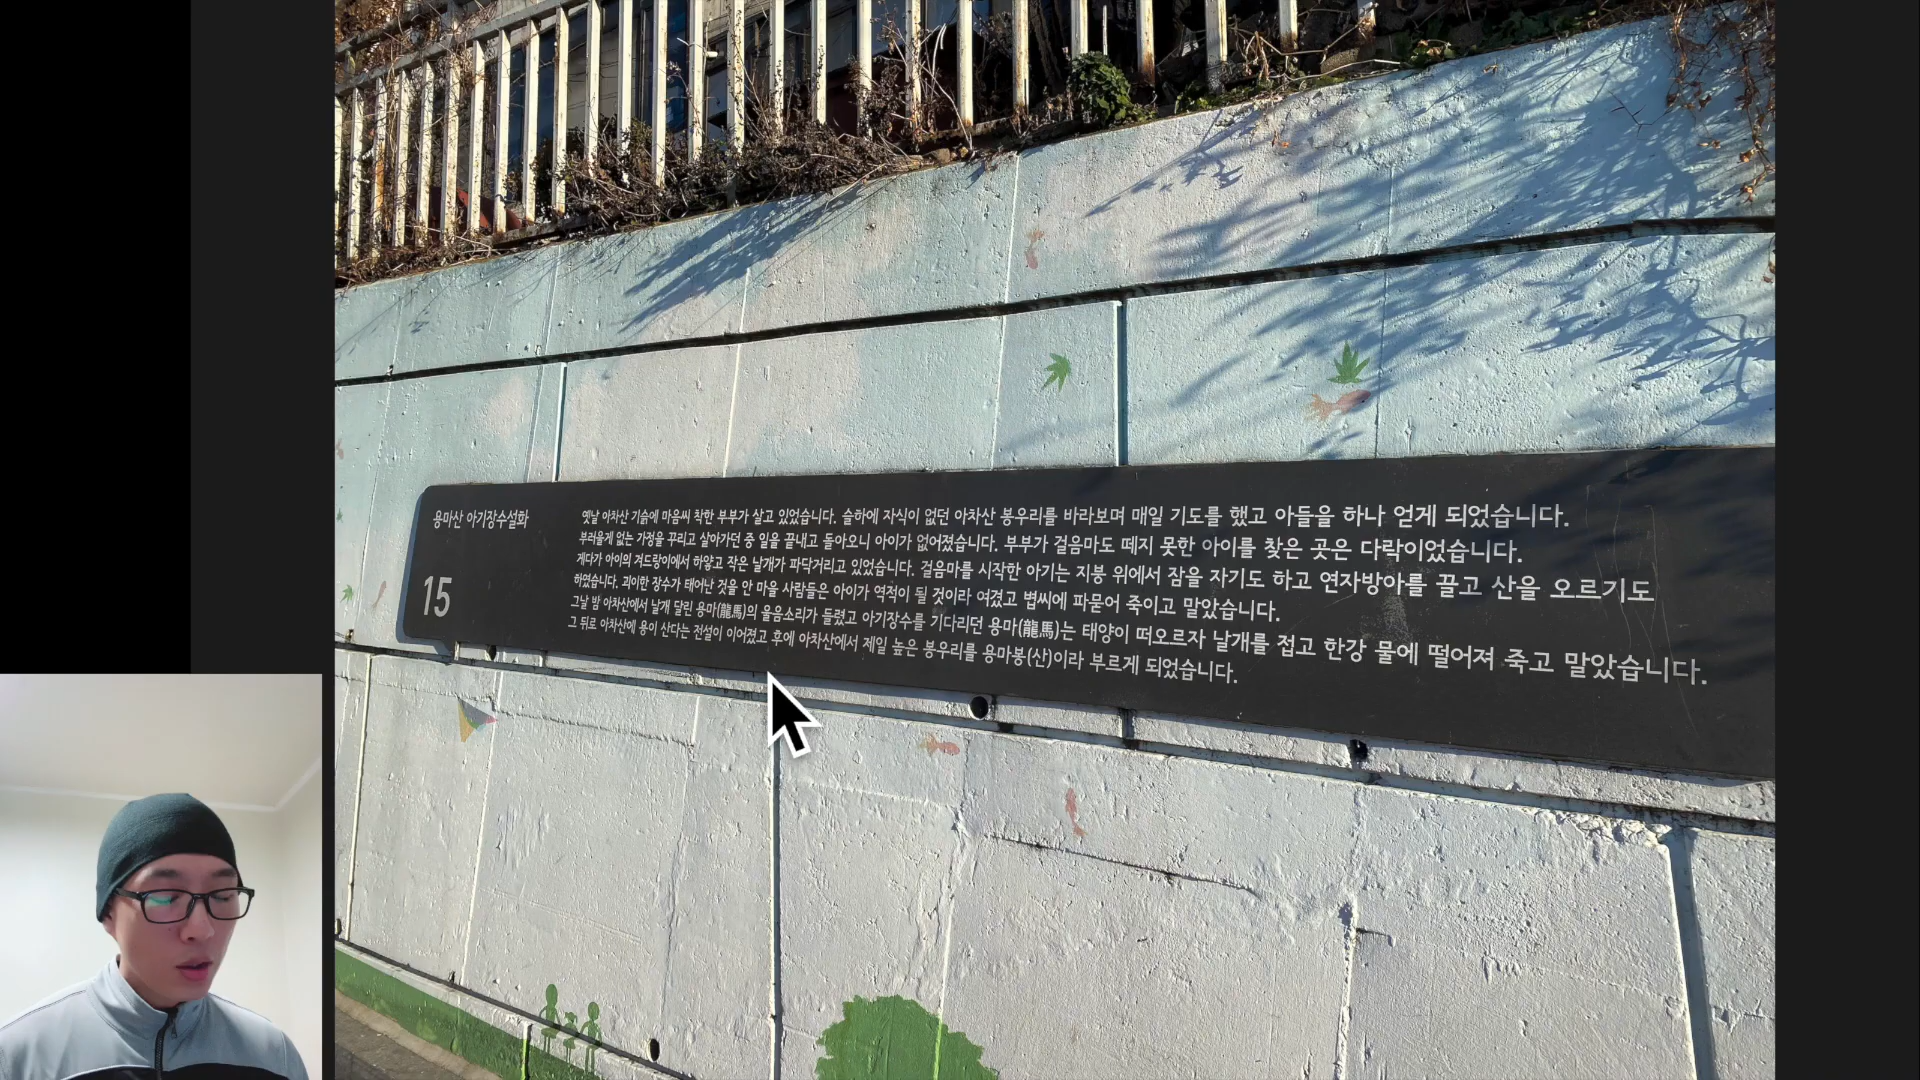 용마산 아기장수설화
15
옛날 아차산 기슭에 마음씨 착한 부부가 살고 있었습니다. 슬하에 자식이 없던 아차산 봉우리를 바라보며 매일 기도를 했고 아들을 하나 얻게 되었습니다.
부러울게 없는 가정을 꾸리고 살아가던 중 일을 끝내고 돌아오니 아이가 없어졌습니다. 부부가 걸음마도 떼지 못한 아이를 찾은 곳은 다락이었습니다.
게다가 아이의 겨드랑이에서 하얗고 작은 날개가 파닥거리고 있었습니다. 걸음마를 시작한 아기는 지붕 위에서 잠을 자기도 하고 연자방아를 끌고 산을 오르기도
하였습니다. 괴이한 장수가 태어난 것을 안 마을 사람들은 아이가 역적이 될 것이라 여겼고 볍씨에 파묻어 죽이고 말았습니다.
그날 밤 아차산에서 날개 달린 용마(龍馬)의 울음소리가 들렸고 아기장수를 기다리던 용마(龍馬)는 태양이 떠오르자 날개를 접고 한강 물에 떨어져 죽고 말았습니다.
그 뒤로 아차산에 용이 산다는 전설이 이어졌고 후에 아차산에서 제일 높은 봉우리를 용마봉(산)이라 부르게 되었습니다.